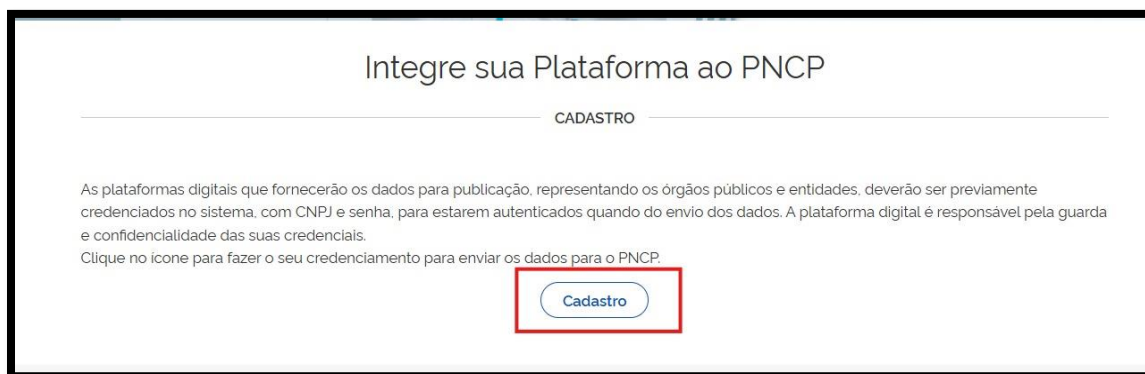 Integre sua Plataforma ao PNCP
CADASTRO
As plataformas digitais que fornecerão os dados para publicação, representando os órgãos públicos e entidades, deverão ser previamente
credenciados no sistema, com CNPJ e senha, para estarem autenticados quando do envio dos dados. A plataforma digital é responsável pela guarda
e confidencialidade das suas credenciais.
Clique no ícone para fazer o seu credenciamento para enviar os dados para o PNCP.
Cadastro